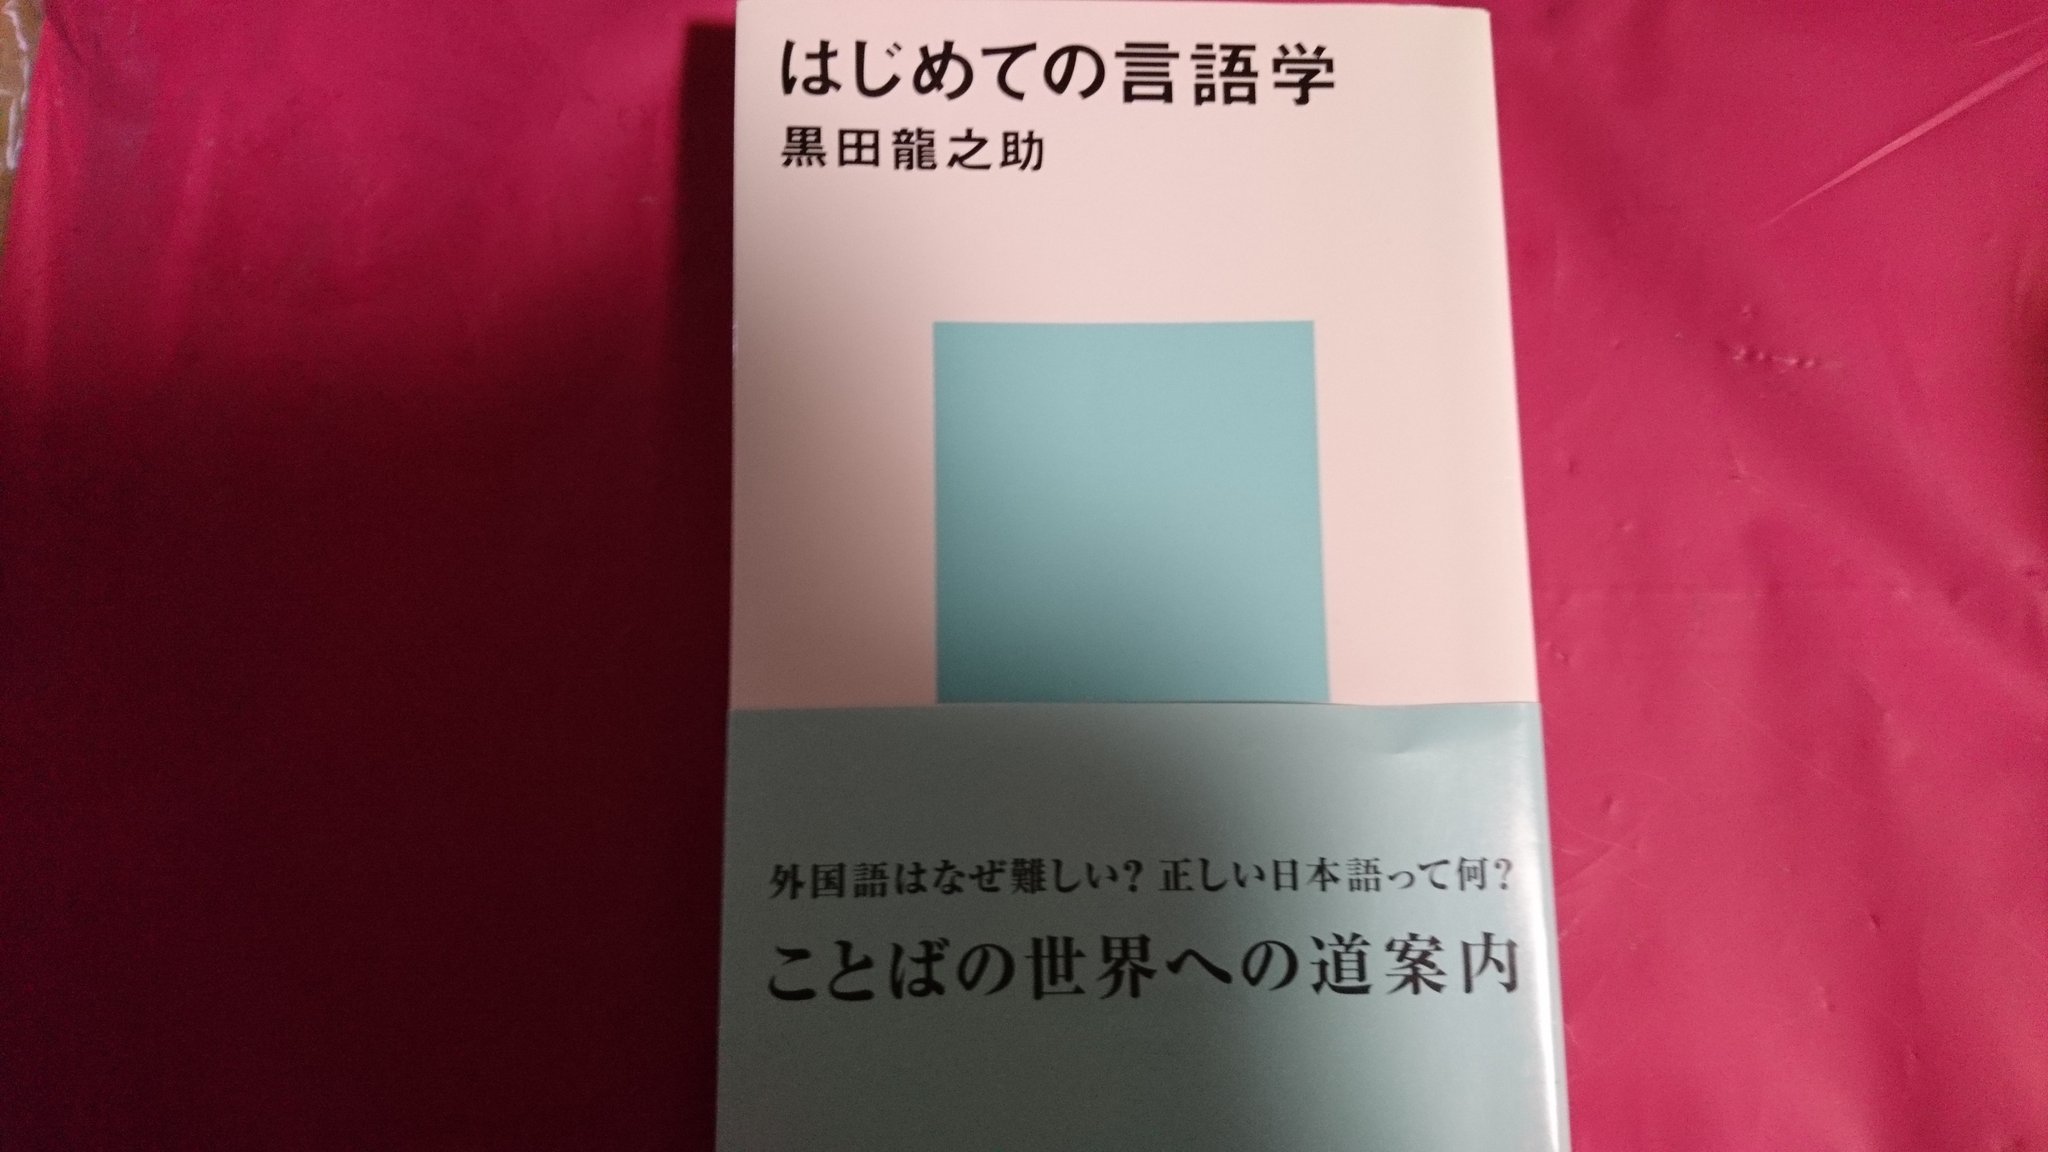 はじめての言語学
黒田龍之助
外国語はなぜ難しい？ 正しい日本語って何？
ことばの世界への道案内